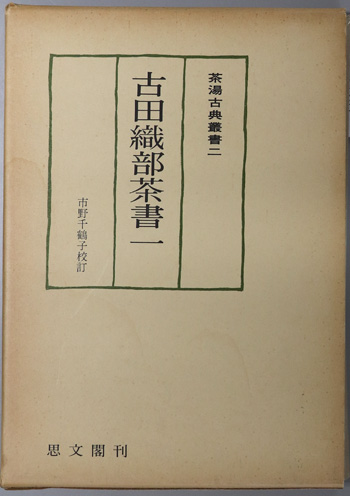 茶湯古典叢書二
古田織部茶書一
市野千鶴子校訂
思文閣刊